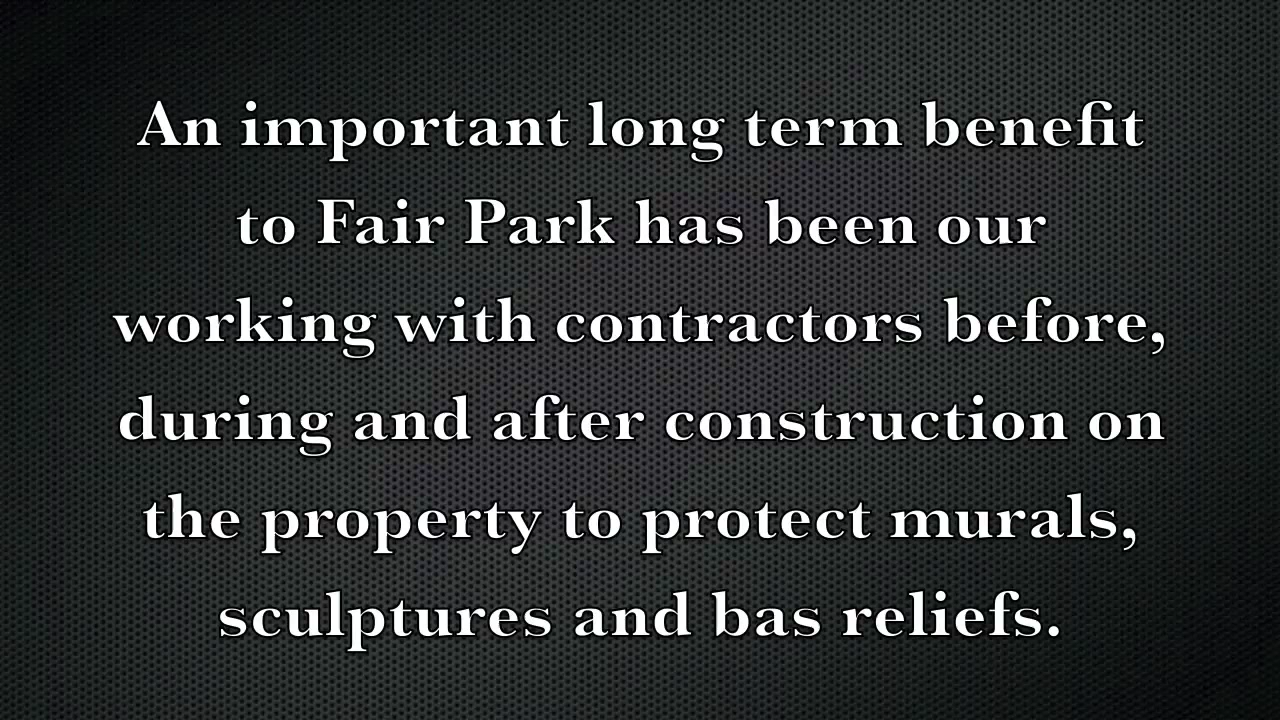 An important long term benefit
to Fair Park has been our
working with contractors before,
during and after construction on
the property to protect murals,
sculptures and bas reliefs.